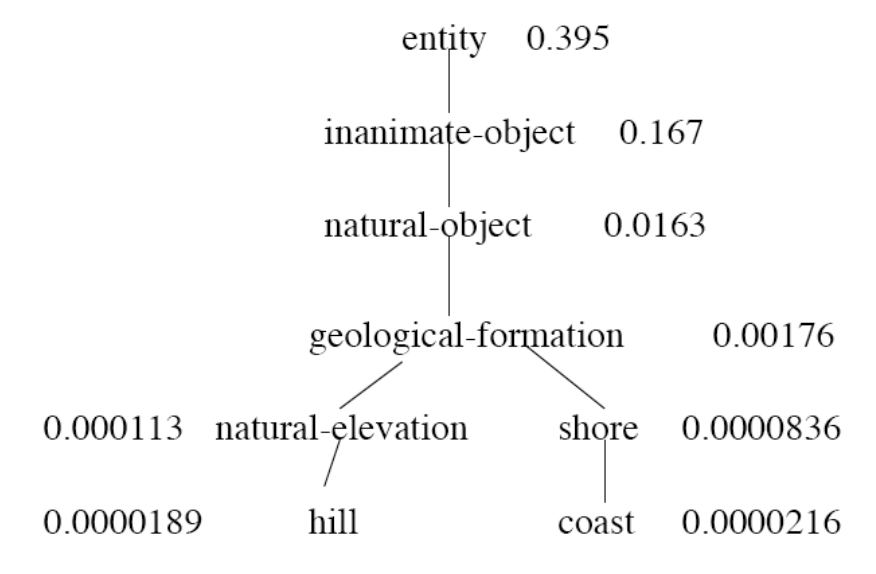 entity 0.395
inanimate-object 0.167
natural-object 0.0163
geological-formation 0.00176
0.000113 natural-elevation shore 0.0000836
0.0000189 hill coast 0.0000216